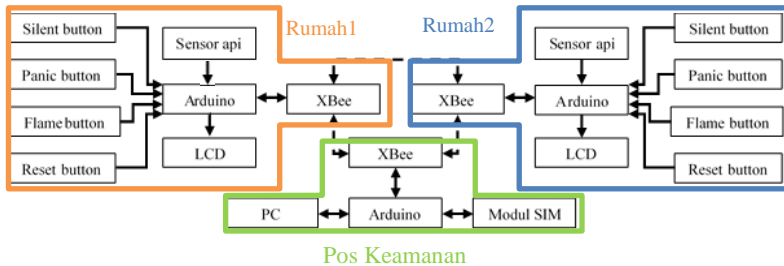 Rumah1
Silent button
Sensor api
Panic button
Arduino
XBee
Flame button
LCD
Reset button
Rumah2
Sensor api
Silent button
XBee
Arduino
Panic button
Flame button
LCD
Reset button
XBee
PC
Arduino
Modul SIM
Pos Keamanan